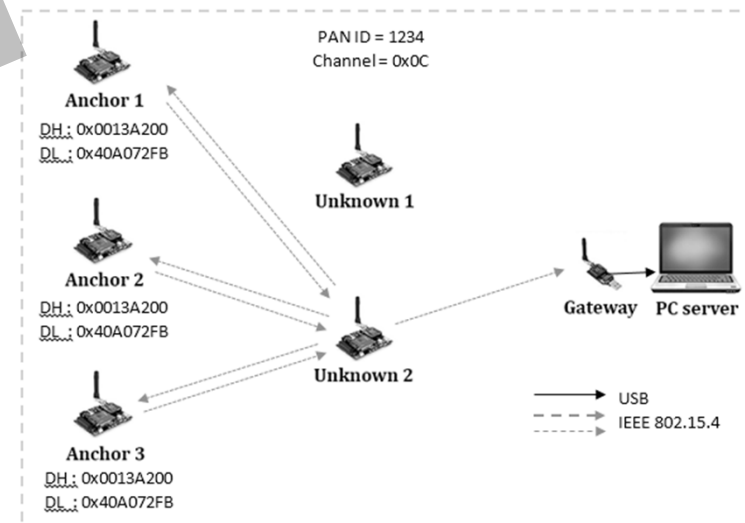 PAN ID = 1234
Channel = 0x0C
Anchor 1
DH : 0x0013A200
DL : 0x40A072FB
Unknown 1
Anchor 2
DH : 0x0013A200
DL : 0x40A072FB
Gateway
PC server
Unknown 2
USB
IEEE 802.15.4
Anchor 3
DH : 0x0013A200
DL : 0x40A072FB